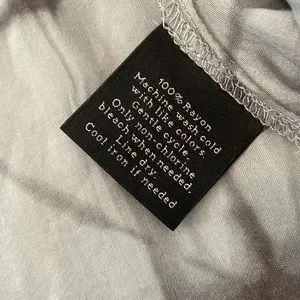 100% Rayon
Machine wash cold
with like colors.
Gentle cycle.
Only non-chlorine
bleach when needed.
Line dry.
Cool iron if needed